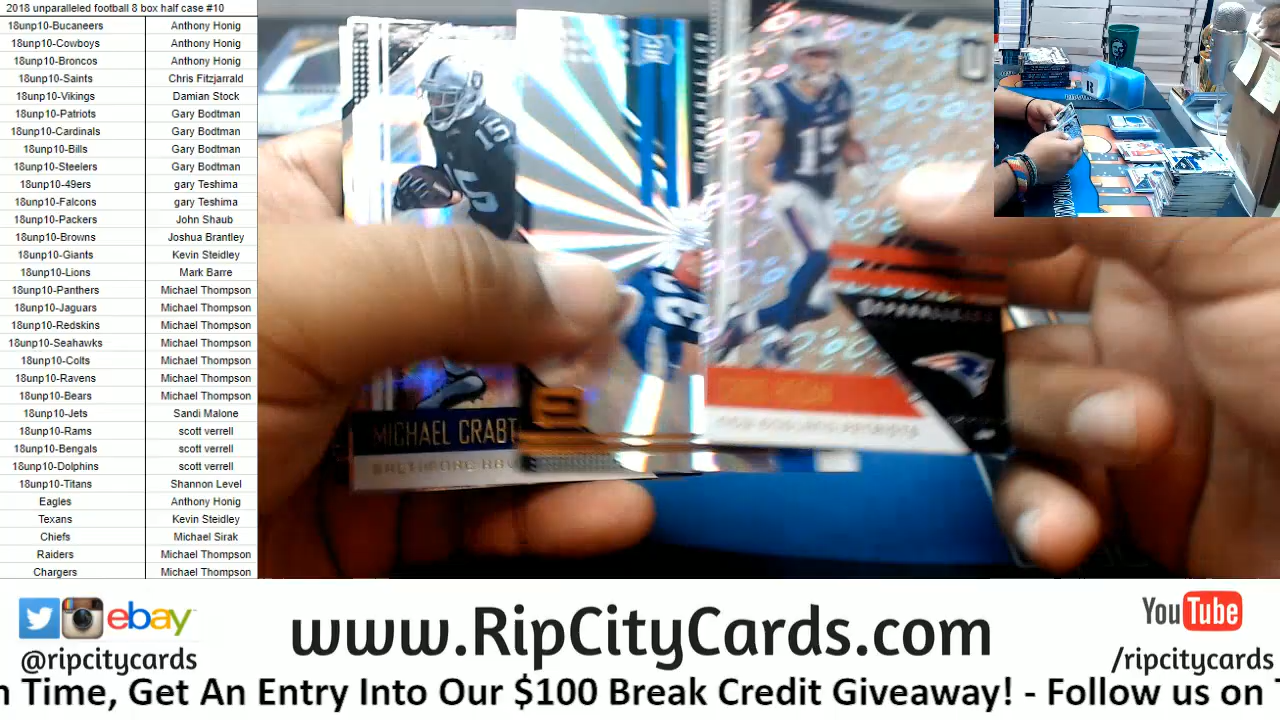 2018 unparalleled football 8 box half case #10
18unp10-Bucaneers Anthony Honig
18unp10-Cowboys Anthony Honig
18unp10-Broncos Anthony Honig
18unp10-Saints Chris Fitzjarrald
18unp10-Vikings Damian Stock
18unp10-Patriots Gary Bodtman
18unp10-Cardinals Gary Bodtman
18unp10-Bills Gary Bodtman
18unp10-Steelers Gary Bodtman
18unp10-49ers gary Teshima
18unp10-Falcons gary Teshima
18unp10-Packers John Shaub
18unp10-Browns Joshua Brantley
18unp10-Giants Kevin Steidley
18unp10-Lions Mark Barre
18unp10-Panthers Michael Thompson
18unp10-Jaguars Michael Thompson
18unp10-Redskins Michael Thompson
18unp10-Seahawks Michael Thompson
18unp10-Colts Michael Thompson
18unp10-Ravens Michael Thompson
18unp10-Bears Michael Thompson
18unp10-Jets Sandi Malone
18unp10-Rams scott verrell
18unp10-Bengals scott verrell
18unp10-Dolphins scott verrell
18unp10-Titans Shannon Level
Eagles Anthony Honig
Texans Kevin Steidley
Chiefs Michael Sirak
Raiders Michael Thompson
Chargers Michael Thompson
15
15
MICHAEL CRABT
32
15
ebay
@ripcitycards
www.RipCityCards.com
YouTube
/ripcitycards
n Time, Get An Entry Into Our $100 Break Credit Giveaway! - Follow us on T